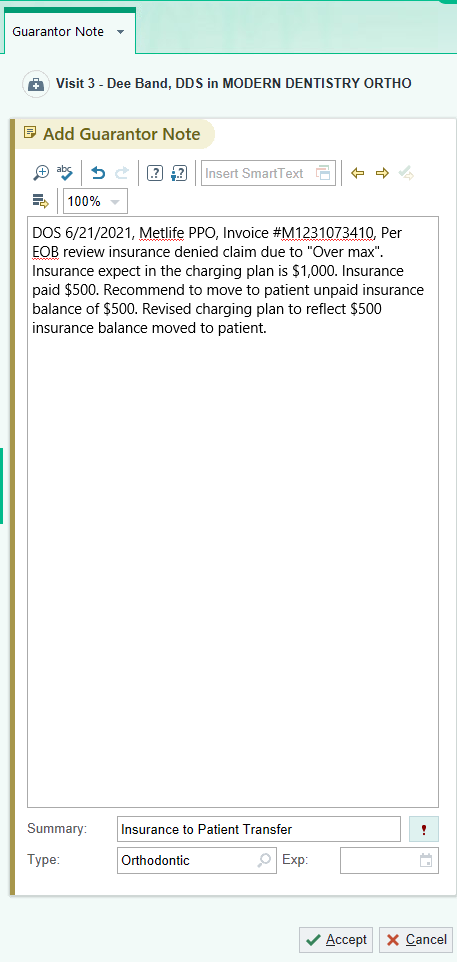 Guarantor Note
Visit 3 - Dee Band, DDS in MODERN DENTISTRY ORTHO
Add Guarantor Note
abc
.?
.?
Insert SmartText
100%
DOS 6/21/2021, Metlife PPO, Invoice #M1231073410, Per
EOB review insurance denied claim due to "Over max".
Insurance expect in the charging plan is $1,000. Insurance
paid $500. Recommend to move to patient unpaid insurance
balance of $500. Revised charging plan to reflect $500
insurance balance moved to patient.
Summary: Insurance to Patient Transfer
Type: Orthodontic Exp:
Accept Cancel